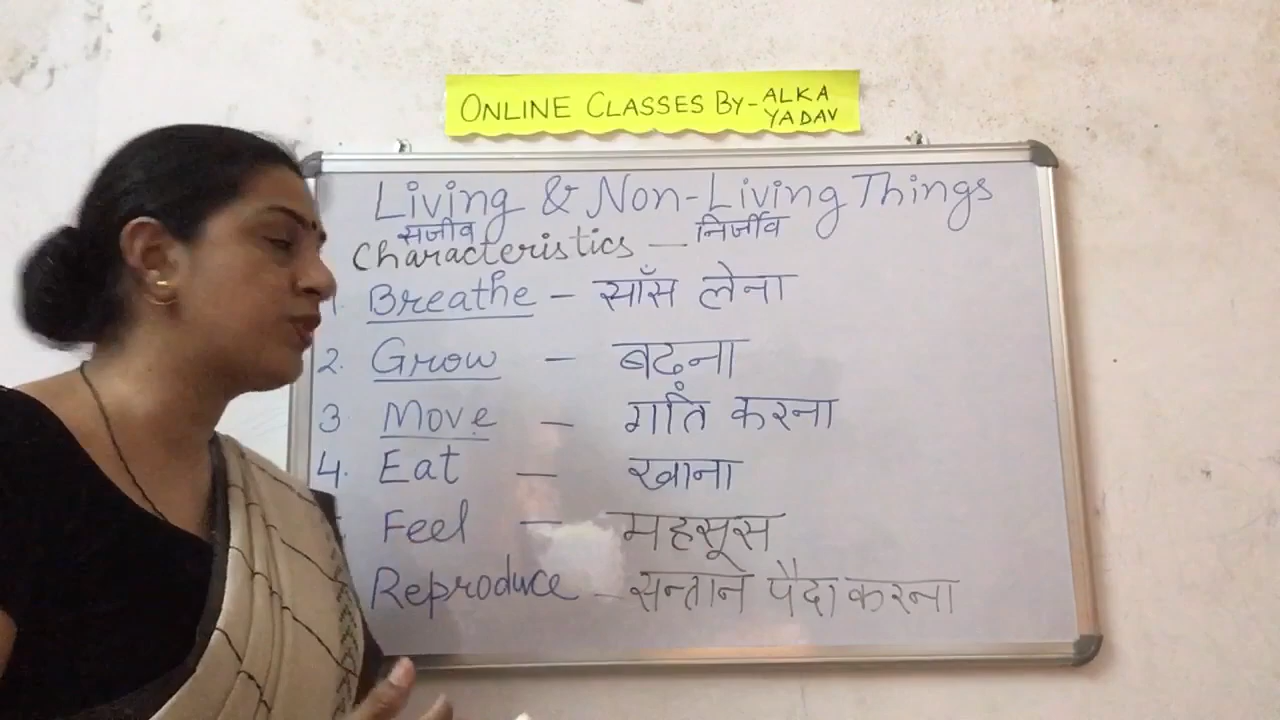 ONLINE CLASSES BY - ALKA YADAV
Living & Non-Living Things
सजीव निर्जीव
Characteristics —
1. Breathe – साँस लेना
2. Grow – बढना
3 Move – गति करना
4. Eat – खाना
Feel – महसूस
Reproduce – सन्तान पैदा करना